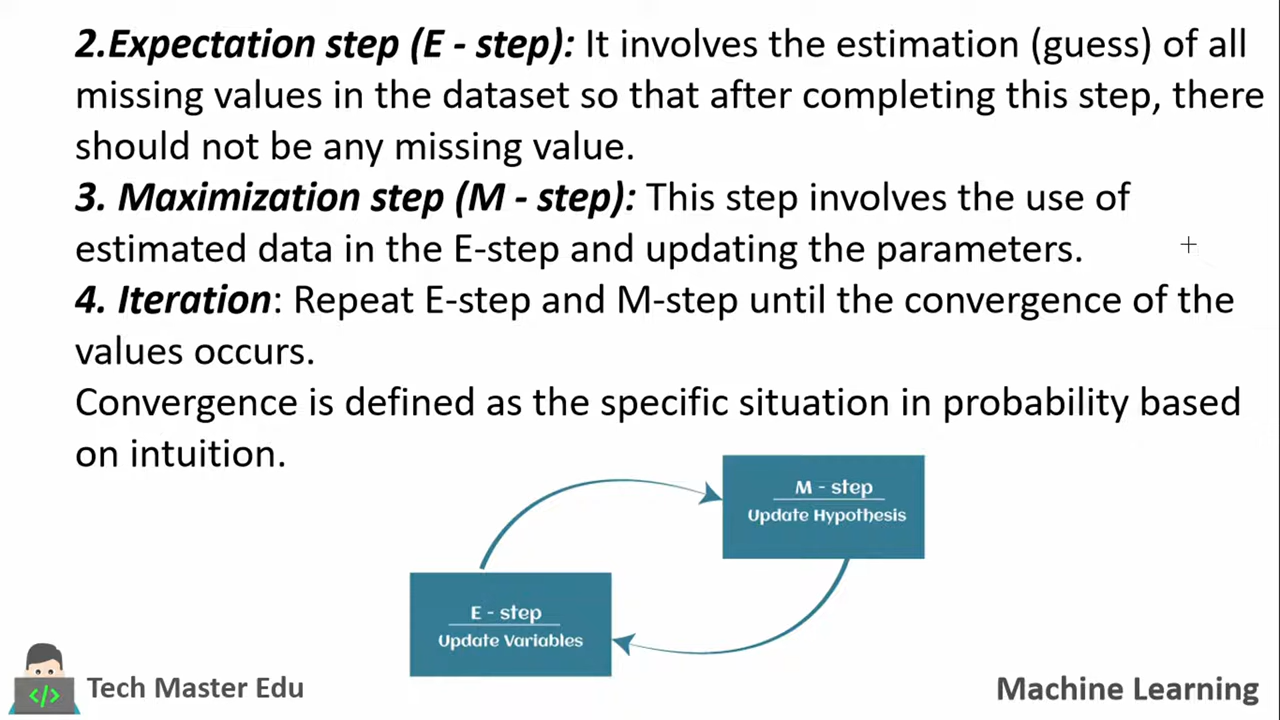 2.Expectation step (E - step): It involves the estimation (guess) of all
missing values in the dataset so that after completing this step, there
should not be any missing value.
3. Maximization step (M - step): This step involves the use of
estimated data in the E-step and updating the parameters.
4. Iteration: Repeat E-step and M-step until the convergence of the
values occurs.
Convergence is defined as the specific situation in probability based
on intuition.
M - step
Update Hypothesis
E - step
Update Variables
</>
Tech Master Edu
Machine Learning